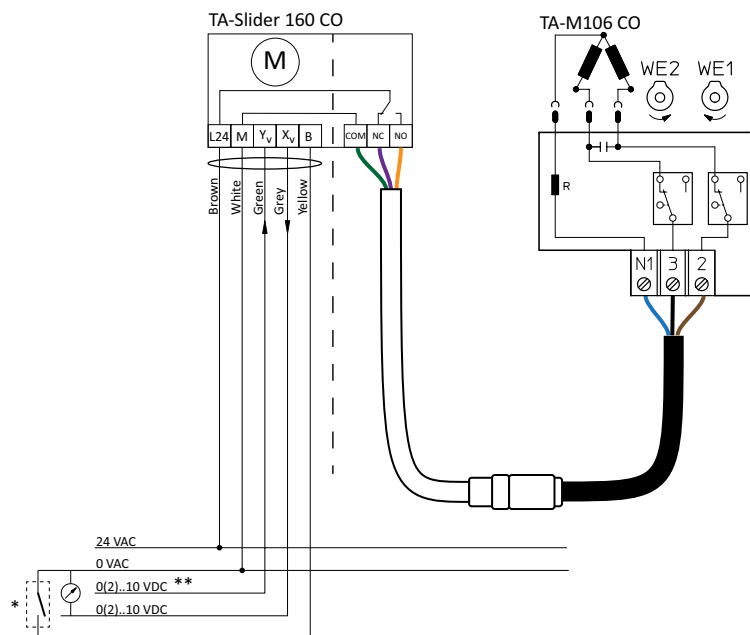 TA-Slider 160 CO
TA-M106 CO
M
WE2 WE1
L24 M Yv Xv B COM NC NO
R
Brown
White
Green
Grey
Yellow
N1 3 2
24 VAC
0 VAC
0(2)..10 VDC **
*
0(2)..10 VDC